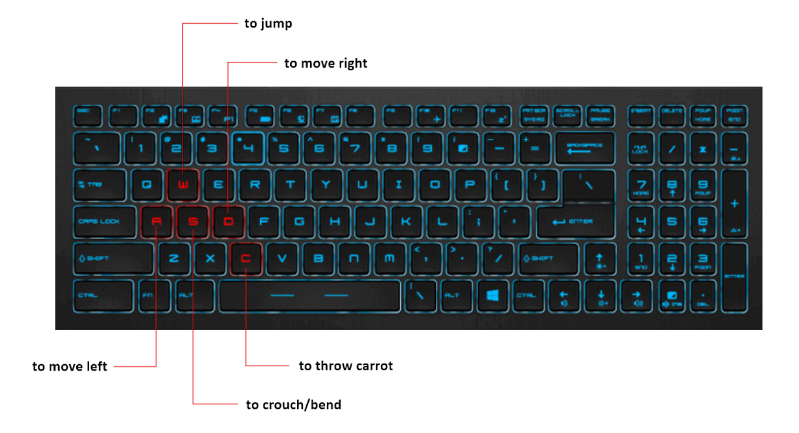 to jump
to move right
ESC F1 F2 F3 F4 F5 F6 F7 F8 F9 F10 F11 F12 PRT SCR SYS RQ SCROLL LOCK PAUSE BREAK INSERT DELETE PGUP HOME PGDN END
~ ` ! 1 @ 2 # 3 4 % 5 ^ 6 & 7 * 8 ( 9 ) _ - + = BACKSPACE NUM LOCK / -
TAB Q W E R T Y U I O P { [ } ] \ 7 HOME 8 9 PGUP +
CAPS LOCK A S D F G H J K L : ; " ' ENTER 4 5 6
SHIFT Z X C V B N M < , > . ? / SHIFT 1 END 2 3 PGDN ENTER
CTRL FN ALT \ ALT CTRL INS . DEL
to move left
to throw carrot
to crouch/bend